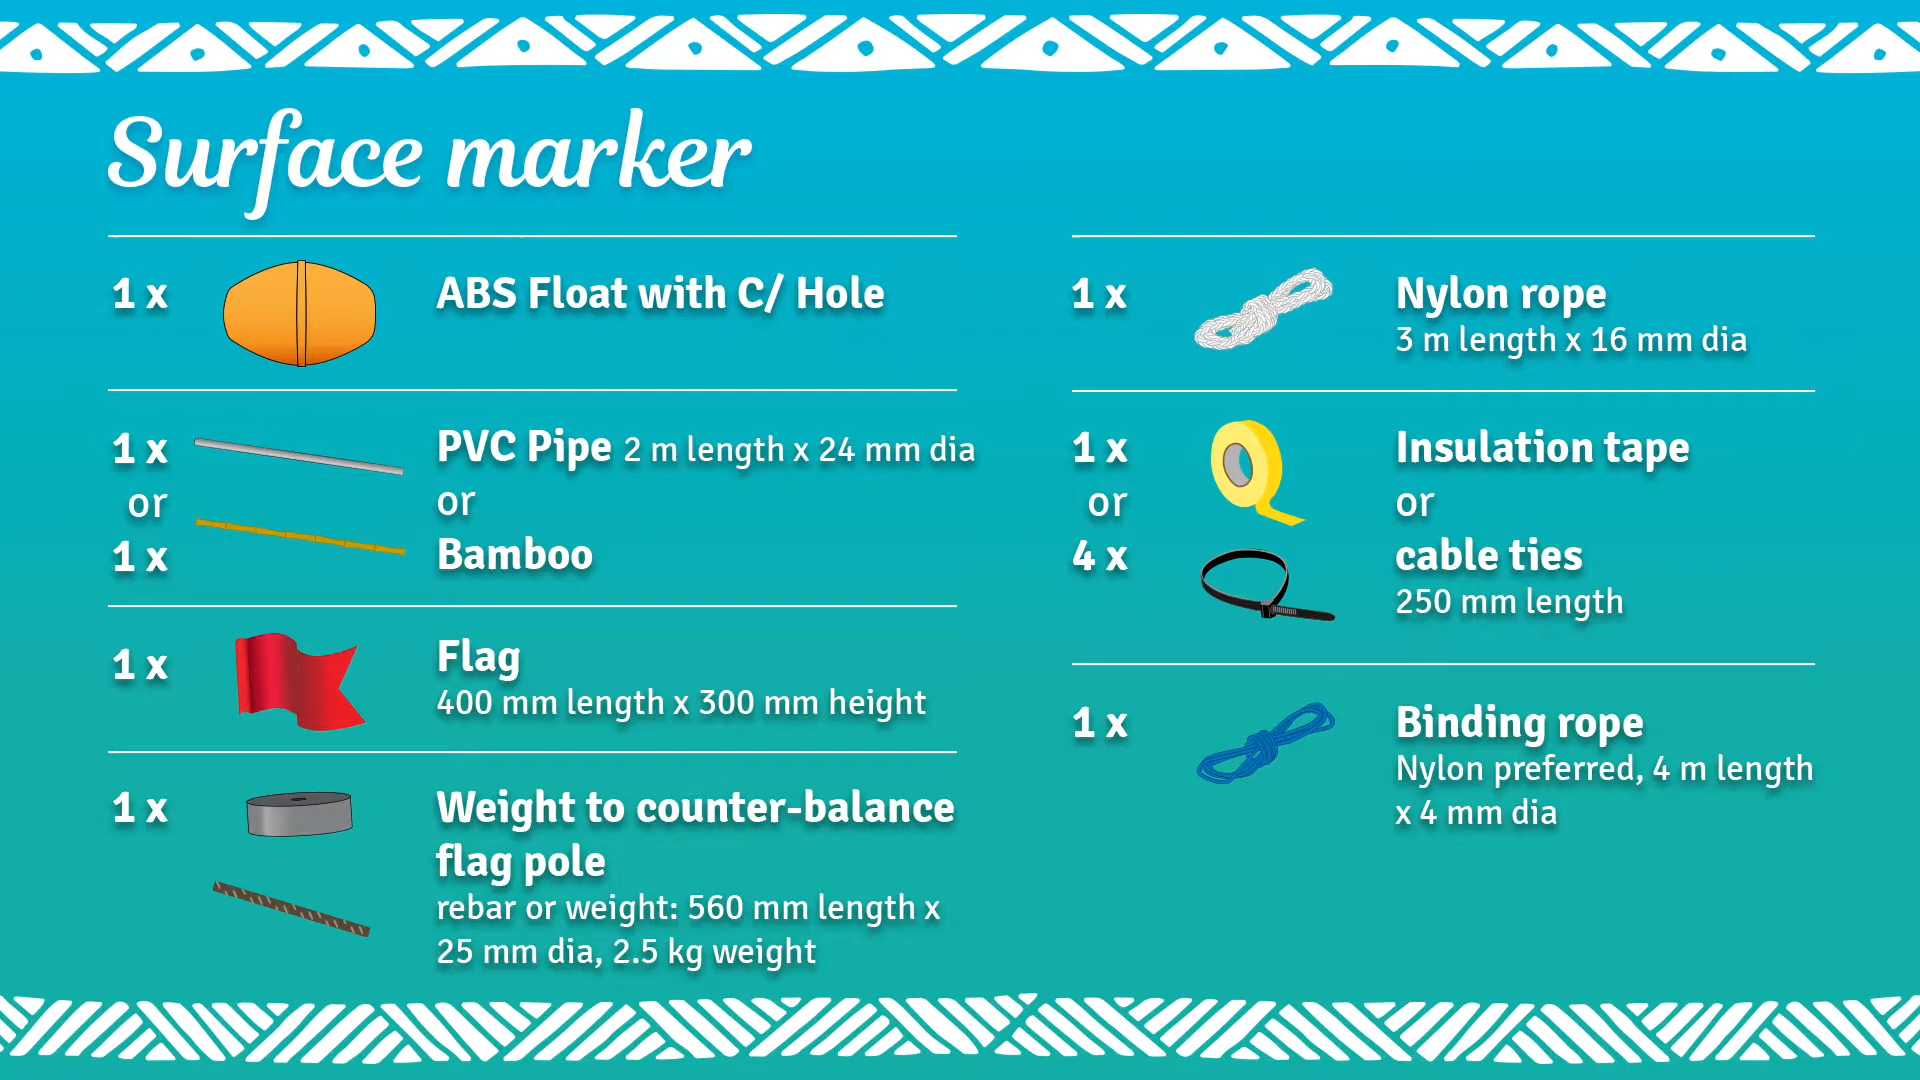 Surface marker
1 x ABS Float with C/ Hole
1 x PVC Pipe 2 m length x 24 mm dia
or or
1 x Bamboo
1 x Flag
400 mm length x 300 mm height
1 x Weight to counter-balance
flag pole
rebar or weight: 560 mm length x
25 mm dia, 2.5 kg weight
1 x Nylon rope
3 m length x 16 mm dia
1 x Insulation tape
or or
4 x cable ties
250 mm length
1 x Binding rope
Nylon preferred, 4 m length
x 4 mm dia